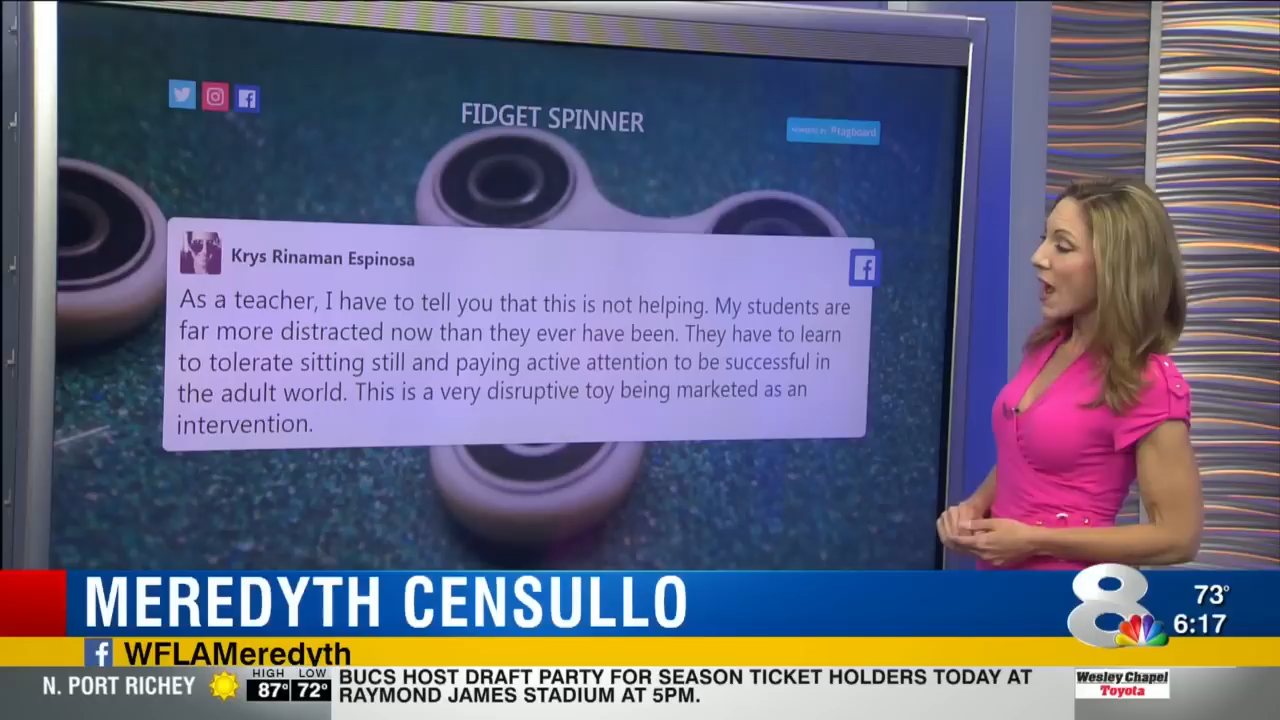 FIDGET SPINNER
POWERED BY #tagboard
Krys Rinaman Espinosa
As a teacher, I have to tell you that this is not helping. My students are
far more distracted now than they ever have been. They have to learn
to tolerate sitting still and paying active attention to be successful in
the adult world. This is a very disruptive toy being marketed as an
intervention.
MEREDYTH CENSULLO
WFLAMeredyth
8
73°
6:17
N. PORT RICHEY
HIGH LOW
87° 72°
BUCS HOST DRAFT PARTY FOR SEASON TICKET HOLDERS TODAY AT
RAYMOND JAMES STADIUM AT 5PM.
Wesley Chapel
Toyota